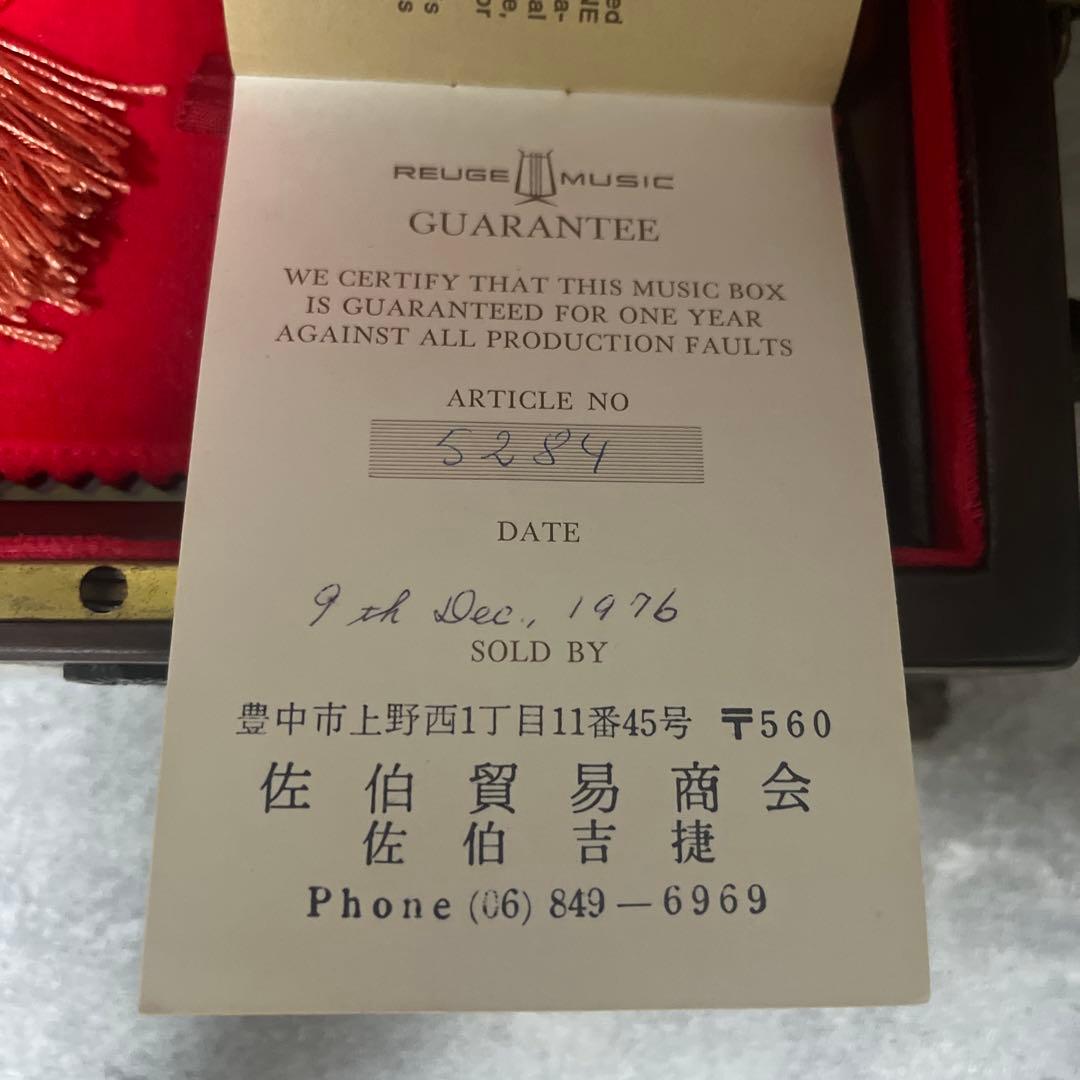 REUGE MUSIC
GUARANTEE
WE CERTIFY THAT THIS MUSIC BOX
IS GUARANTEED FOR ONE YEAR
AGAINST ALL PRODUCTION FAULTS
ARTICLE NO
5284
DATE
9th Dec., 1976
SOLD BY
豊中市上野西1丁目11番45号 〒560
佐伯貿易商会
佐伯吉捷
Phone (06) 849-6969